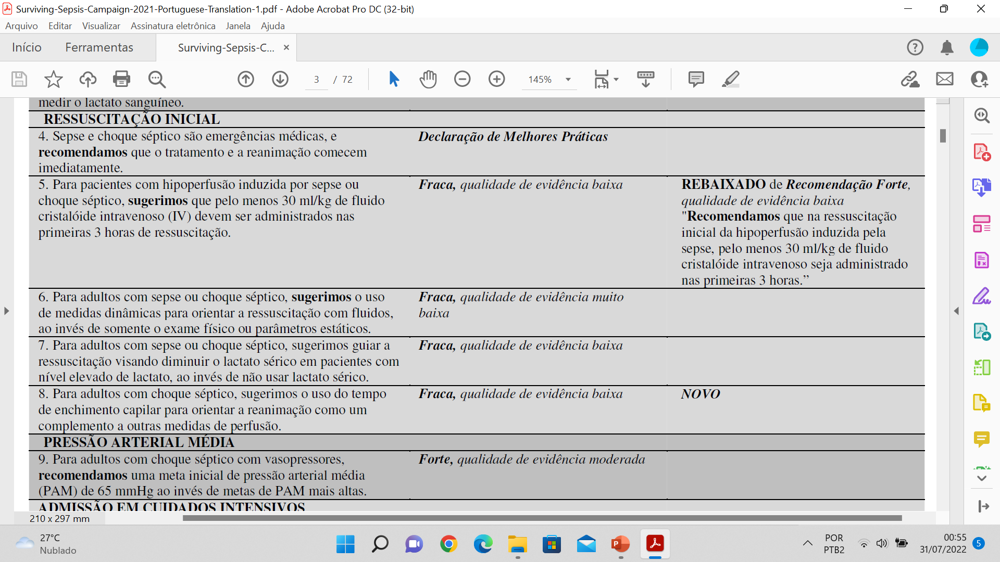 Surviving-Sepsis-Campaign-2021-Portuguese-Translation-1.pdf - Adobe Acrobat Pro DC (32-bit)
Arquivo Editar Visualizar Assinatura eletrônica Janela Ajuda
Início Ferramentas Surviving-Sepsis-C...
3 / 72 145%
medir o lactato sanguíneo.
RESSUSCITAÇÃO INICIAL
4. Sepse e choque séptico são emergências médicas, e
recomendamos que o tratamento e a reanimação comecem
imediatamente.
Declaração de Melhores Práticas
5. Para pacientes com hipoperfusão induzida por sepse ou
choque séptico, sugerimos que pelo menos 30 ml/kg de fluido
cristalóide intravenoso (IV) devem ser administrados nas
primeiras 3 horas de ressuscitação.
Fraca, qualidade de evidência baixa
REBAIXADO de Recomendação Forte,
qualidade de evidência baixa
"Recomendamos que na ressuscitação
inicial da hipoperfusão induzida pela
sepse, pelo menos 30 ml/kg de fluido
cristalóide intravenoso seja administrado
nas primeiras 3 horas.”
6. Para adultos com sepse ou choque séptico, sugerimos o uso
de medidas dinâmicas para orientar a ressuscitação com fluidos,
ao invés de somente o exame físico ou parâmetros estáticos.
Fraca, qualidade de evidência muito
baixa
7. Para adultos com sepse ou choque séptico, sugerimos guiar a
ressuscitação visando diminuir o lactato sérico em pacientes com
nível elevado de lactato, ao invés de não usar lactato sérico.
Fraca, qualidade de evidência baixa
8. Para adultos com choque séptico, sugerimos o uso do tempo
de enchimento capilar para orientar a reanimação como um
complemento a outras medidas de perfusão.
Fraca, qualidade de evidência baixa
NOVO
PRESSÃO ARTERIAL MÉDIA
9. Para adultos com choque séptico com vasopressores,
recomendamos uma meta inicial de pressão arterial média
(PAM) de 65 mmHg ao invés de metas de PAM mais altas.
Forte, qualidade de evidência moderada
ADMISSÃO EM CUIDADOS INTENSIVOS
210 x 297 mm
27°C
Nublado
P
POR
PTB2
00:55
31/07/2022
5